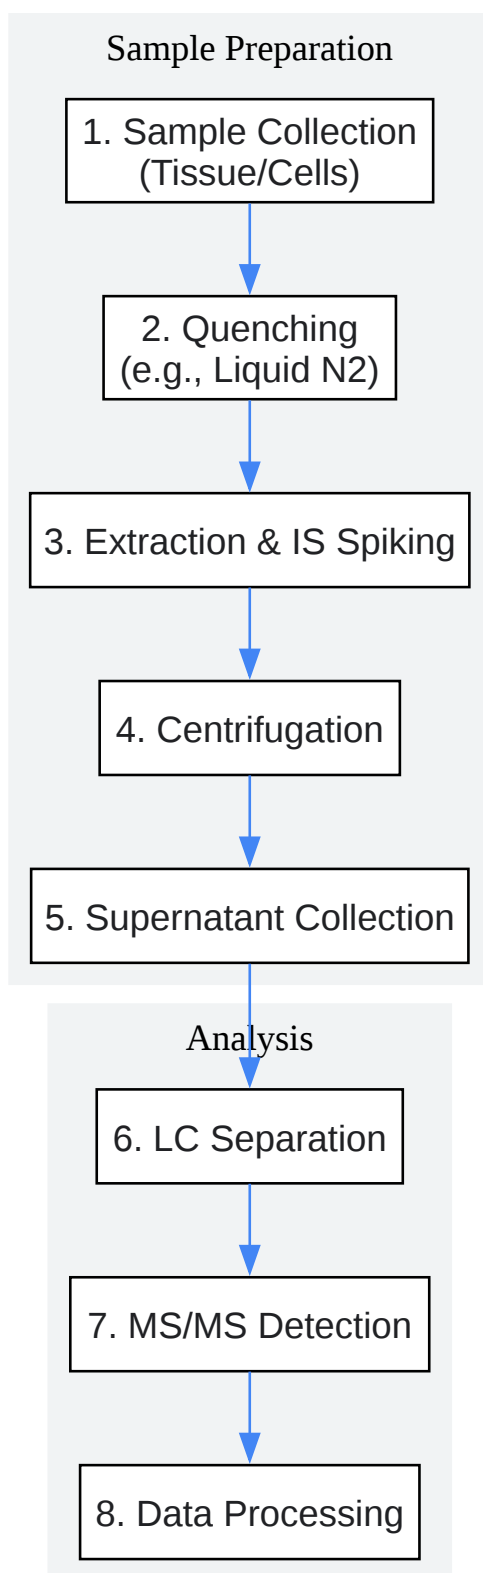 Sample Preparation
1. Sample Collection
(Tissue/Cells)
2. Quenching
(e.g., Liquid N2)
3. Extraction & IS Spiking
4. Centrifugation
5. Supernatant Collection
Analysis
6. LC Separation
7. MS/MS Detection
8. Data Processing